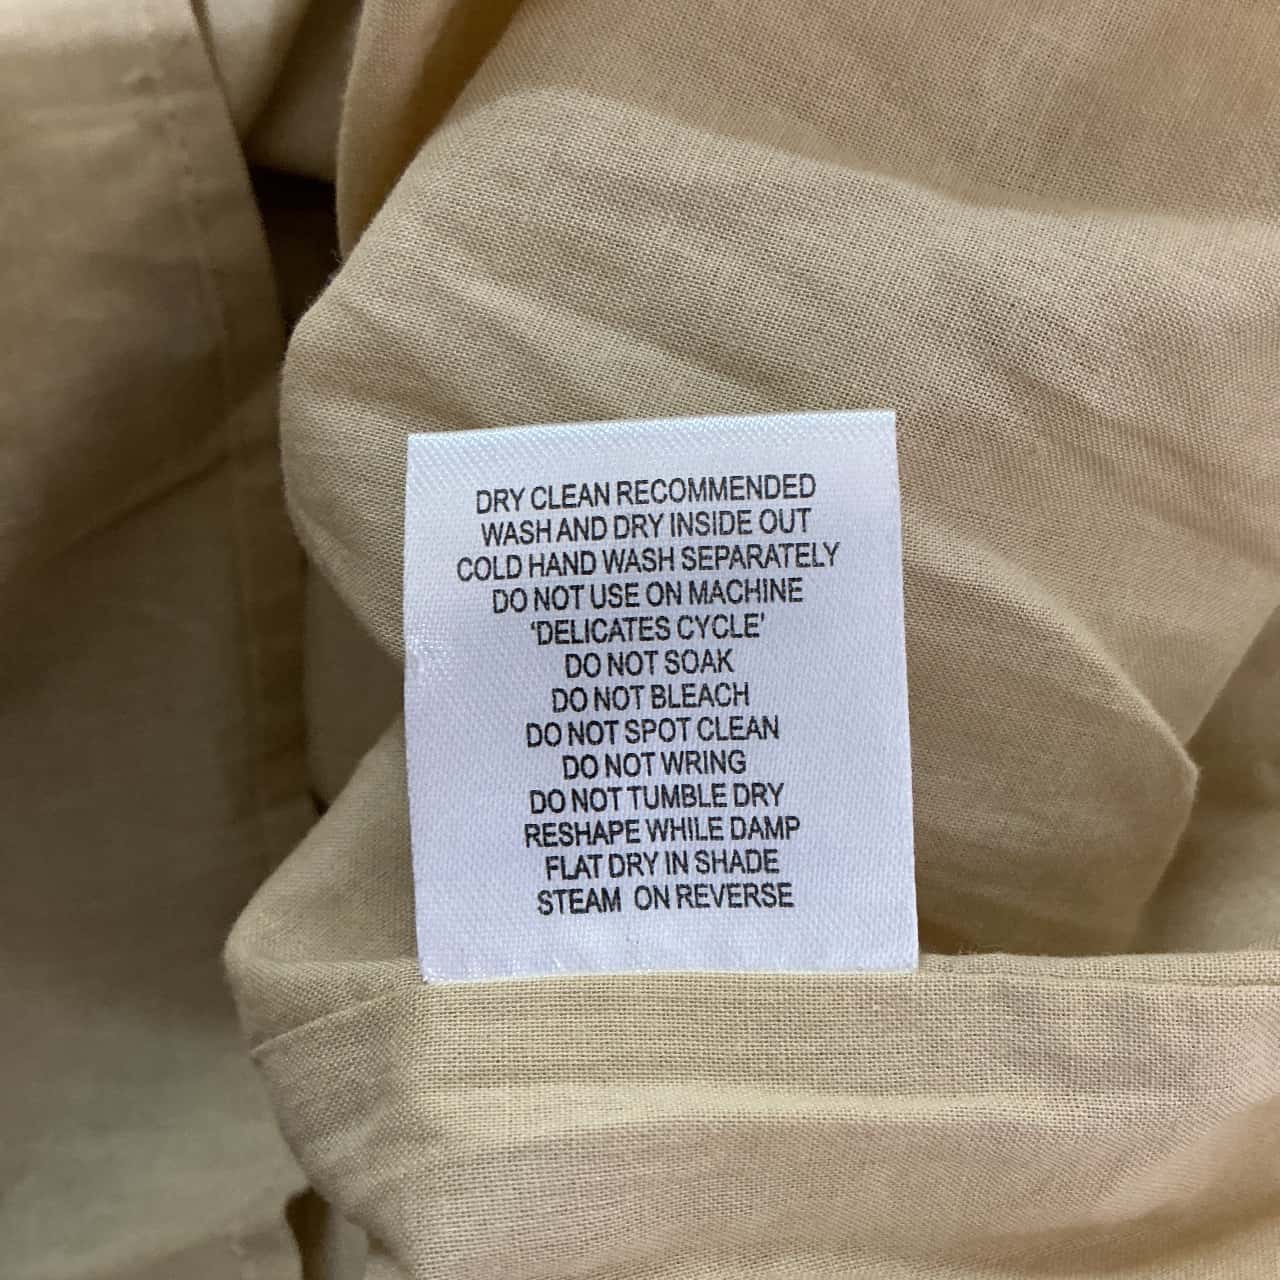 DRY CLEAN RECOMMENDED
WASH AND DRY INSIDE OUT
COLD HAND WASH SEPARATELY
DO NOT USE ON MACHINE
'DELICATES CYCLE'
DO NOT SOAK
DO NOT BLEACH
DO NOT SPOT CLEAN
DO NOT WRING
DO NOT TUMBLE DRY
RESHAPE WHILE DAMP
FLAT DRY IN SHADE
STEAM ON REVERSE